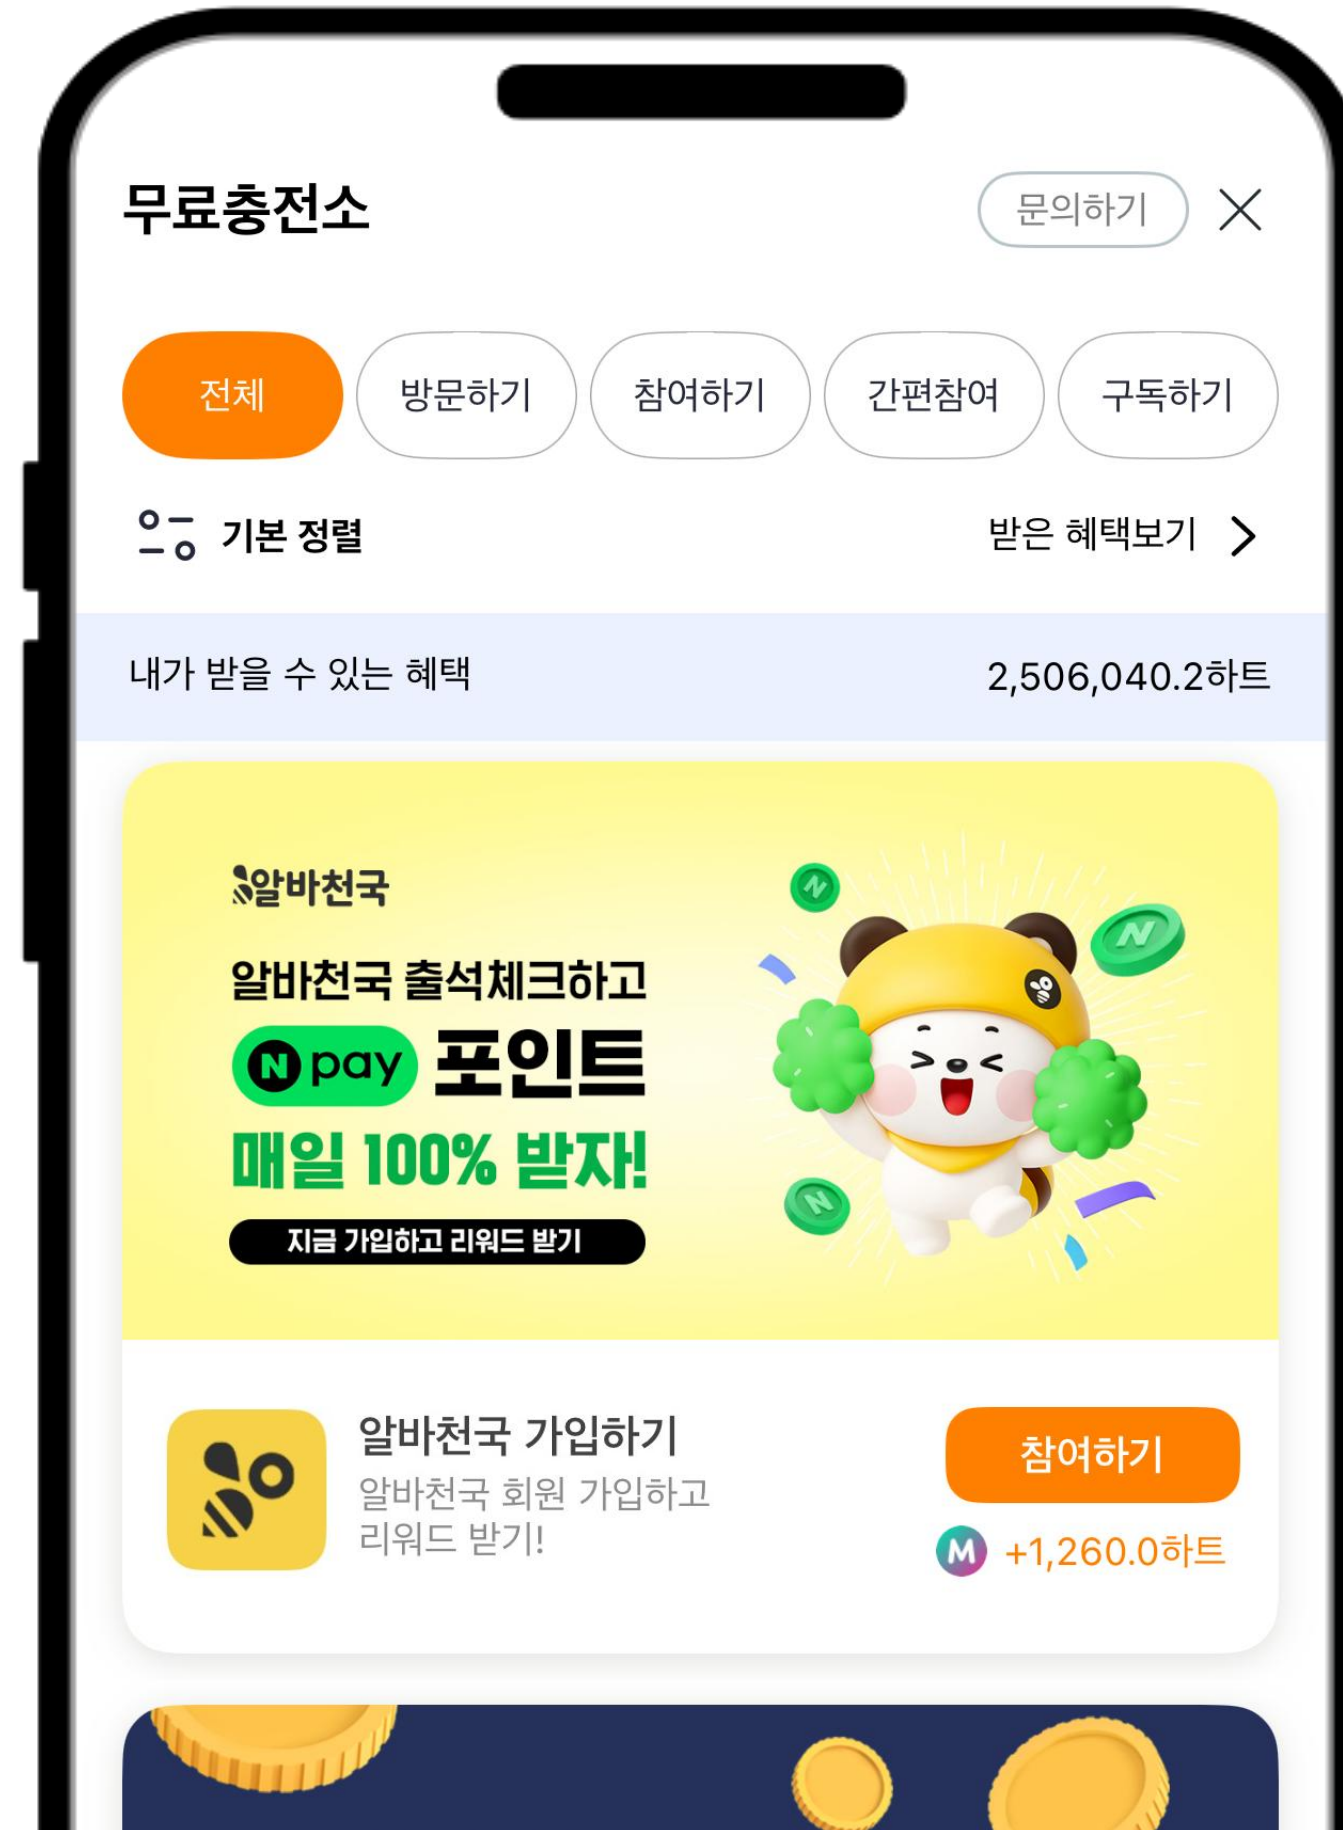 무료충전소
문의하기
전체
방문하기
참여하기
간편참여
구독하기
기본 정렬
받은 혜택보기
내가 받을 수 있는 혜택
2,506,040.2하트
알바천국
알바천국 출석체크하고
N pay 포인트
매일 100% 받자!
지금 가입하고 리워드 받기
N
N
N
알바천국 가입하기
알바천국 회원 가입하고
리워드 받기!
참여하기
M +1,260.0하트